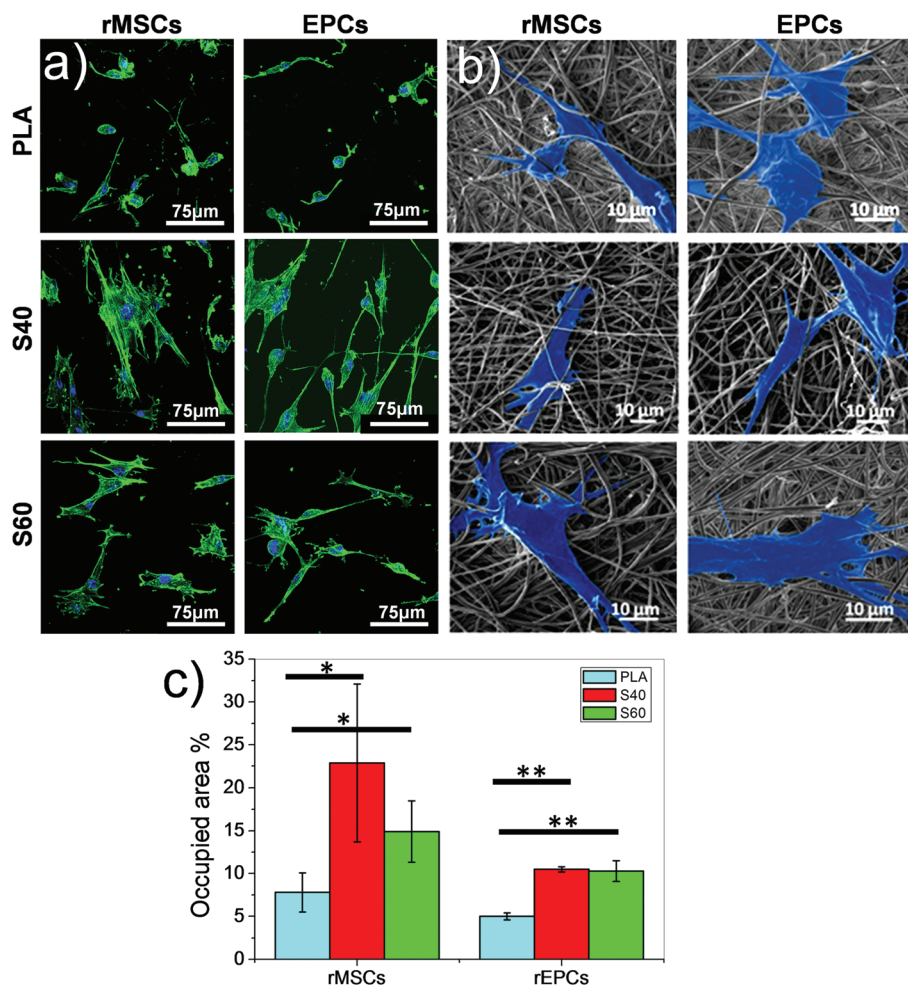 rMSCs EPCs rMSCs EPCs
a) b)
PLA
75µm 75µm 10 µm 10 µm
S40
75µm 75µm 10 µm 10 µm
S60
75µm 75µm 10 µm 10 µm
c)
Occupied area %
35
30
25
20
15
10
5
0
* 
*
**
**
PLA
S40
S60
rMSCs rEPCs